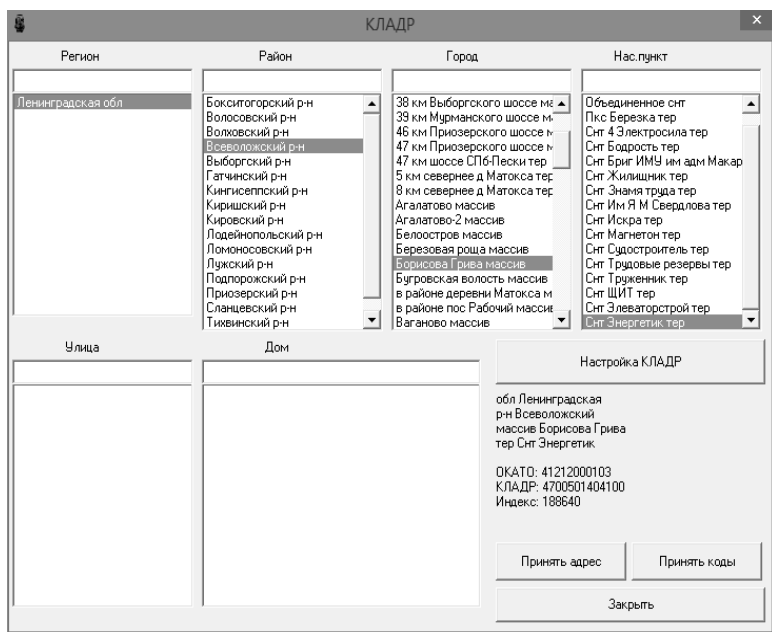 КЛАДР
Регион
Район
Город
Нас.пункт
Ленинградская обл
Бокситогорский р-н
Волосовский р-н
Волховский р-н
Всеволожский р-н
Выборгский р-н
Гатчинский р-н
Кингисеппский р-н
Киришский р-н
Кировский р-н
Лодейнопольский р-н
Ломоносовский р-н
Лужский р-н
Подпорожский р-н
Приозерский р-н
Сланцевский р-н
Тихвинский р-н
38 км Выборгского шоссе ма
39 км Мурманского шоссе м
46 км Приозерского шоссе м
47 км Приозерского шоссе м
47 км шоссе СПб-Пески тер
5 км севернее д Матокса тер
8 км севернее д Матокса тер
Агалатово массив
Агалатово-2 массив
Белоостров массив
Березовая роща массив
Борисова Грива массив
Бугровская волость массив
в районе деревни Матокса м
в районе пос Рабочий массив
Ваганово массив
Объединенное снт
Пкс Березка тер
Снт 4 Электросила тер
Снт Бодрость тер
Снт Бриг ИМУ им адм Макар
Снт Жилищник тер
Снт Знамя труда тер
Снт Им Я М Свердлова тер
Снт Искра тер
Снт Магнетон тер
Снт Судостроитель тер
Снт Трудовые резервы тер
Снт Труженник тер
Снт ЩИТ тер
Снт Элеваторстрой тер
Снт Энергетик тер
Улица
Дом
Настройка КЛАДР
обл Ленинградская
р-н Всеволожский
массив Борисова Грива
тер Снт Энергетик
ОКАТО: 41212000103
КЛАДР: 4700501404100
Индекс: 188640
Принять адрес
Принять коды
Закрыть